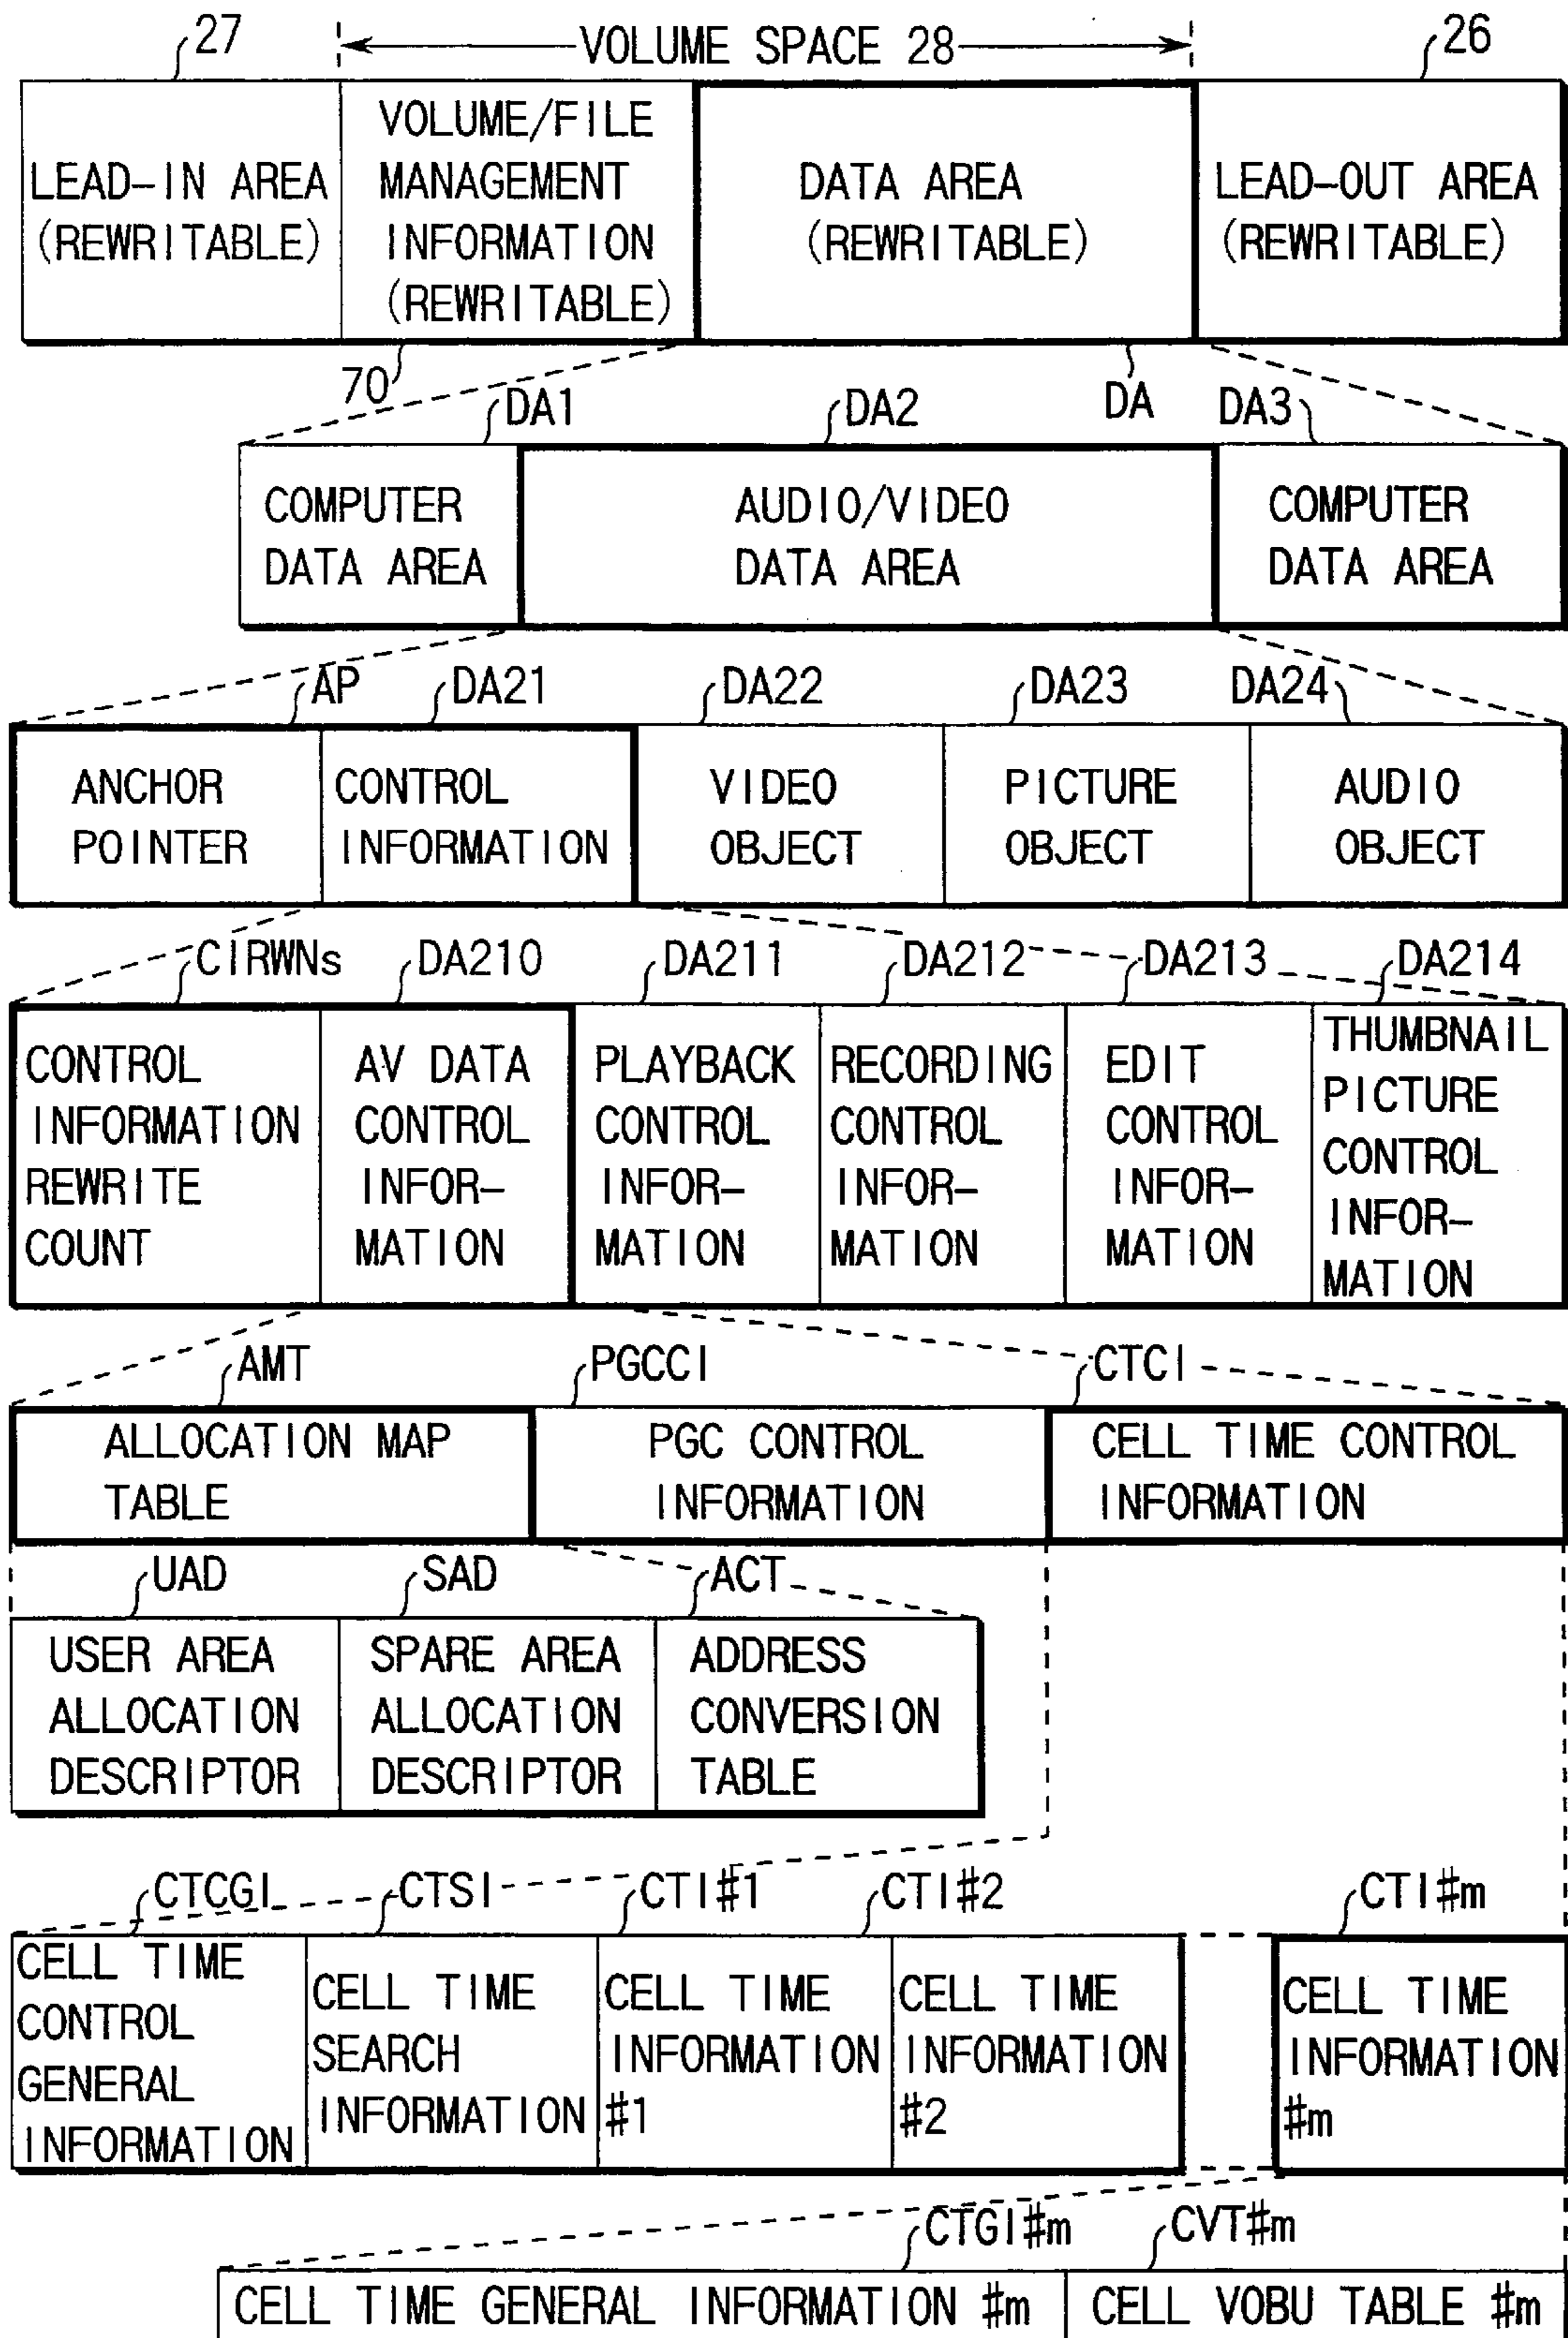 27
VOLUME SPACE 28
26
LEAD-IN AREA
(REWRITABLE)
VOLUME/FILE
MANAGEMENT
INFORMATION
(REWRITABLE)
DATA AREA
(REWRITABLE)
LEAD-OUT AREA
(REWRITABLE)
70
DA
DA1
DA2
DA3
COMPUTER
DATA AREA
AUDIO/VIDEO
DATA AREA
COMPUTER
DATA AREA
AP
DA21
DA22
DA23
DA24
ANCHOR
POINTER
CONTROL
INFORMATION
VIDEO
OBJECT
PICTURE
OBJECT
AUDIO
OBJECT
CIRWNs
DA210
DA211
DA212
DA213
DA214
CONTROL
INFORMATION
REWRITE
COUNT
AV DATA
CONTROL
INFOR-
MATION
PLAYBACK
CONTROL
INFOR-
MATION
RECORDING
CONTROL
INFOR-
MATION
EDIT
CONTROL
INFOR-
MATION
THUMBNAIL
PICTURE
CONTROL
INFOR-
MATION
AMT
PGCCI
CTCI
ALLOCATION MAP
TABLE
PGC CONTROL
INFORMATION
CELL TIME CONTROL
INFORMATION
UAD
SAD
ACT
USER AREA
ALLOCATION
DESCRIPTOR
SPARE AREA
ALLOCATION
DESCRIPTOR
ADDRESS
CONVERSION
TABLE
CTCGI
CTSI
CTI#1
CTI#2
CTI#m
CELL TIME
CONTROL
GENERAL
INFORMATION
CELL TIME
SEARCH
INFORMATION
CELL TIME
INFORMATION
#1
CELL TIME
INFORMATION
#2
CELL TIME
INFORMATION
#m
CTGI#m
CVT#m
CELL TIME GENERAL INFORMATION #m
CELL VOBU TABLE #m